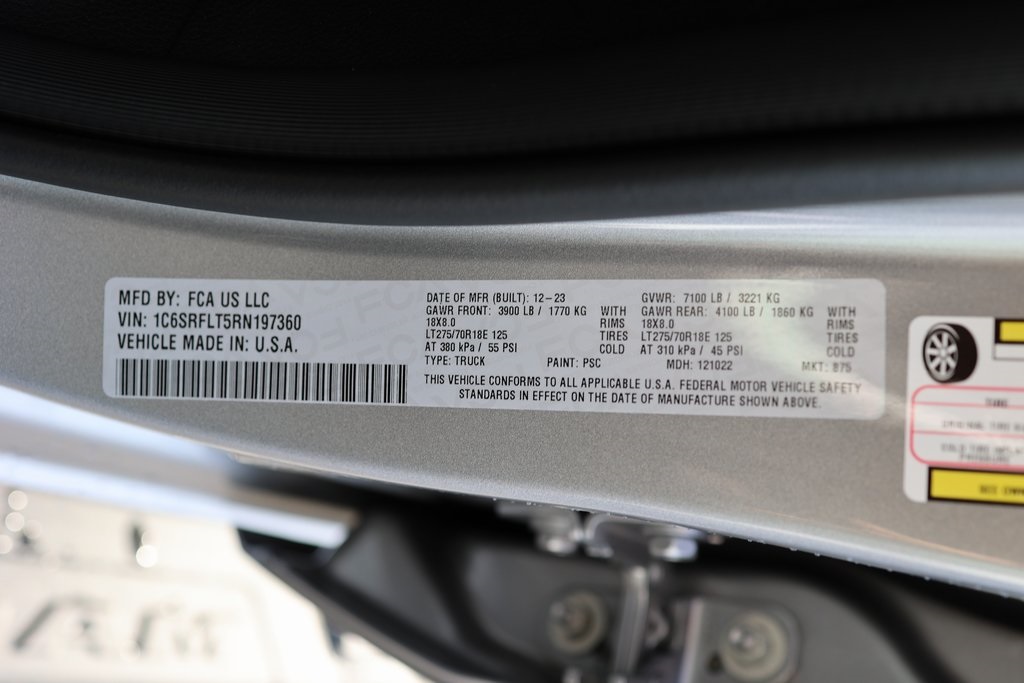 MFD BY: FCA US LLC
VIN: 1C6SRFLT5RN197360
VEHICLE MADE IN: U.S.A.
DATE OF MFR (BUILT): 12-23 GVWR: 7100 LB / 3221 KG
GAWR FRONT: 3900 LB / 1770 KG WITH GAWR REAR: 4100 LB / 1860 KG WITH
18X8.0 RIMS 18X8.0 RIMS
LT275/70R18E 125 TIRES LT275/70R18E 125 TIRES
AT 380 kPa / 55 PSI COLD AT 310 kPa / 45 PSI COLD
TYPE: TRUCK PAINT: PSC MDH: 121022 MKT: 875
THIS VEHICLE CONFORMS TO ALL APPLICABLE U.S.A. FEDERAL MOTOR VEHICLE SAFETY
STANDARDS IN EFFECT ON THE DATE OF MANUFACTURE SHOWN ABOVE.